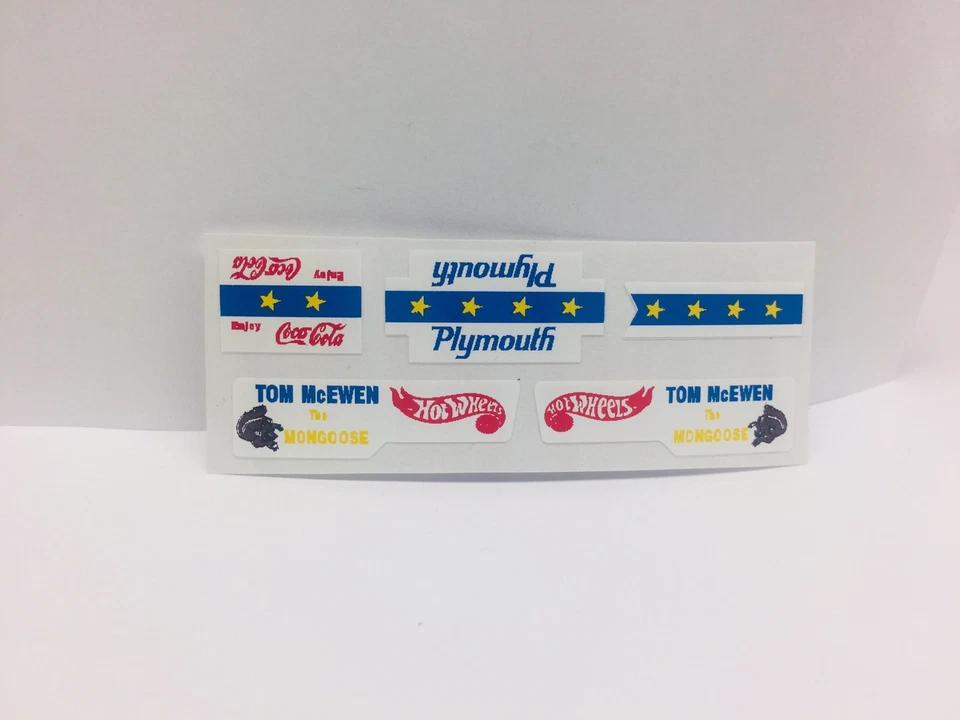 Enjoy Coca-Cola
Enjoy Coca-Cola
Plymouth
Plymouth
TOM McEWEN
The
MONGOOSE
HOT WHEELS
HOT WHEELS
TOM McEWEN
The
MONGOOSE